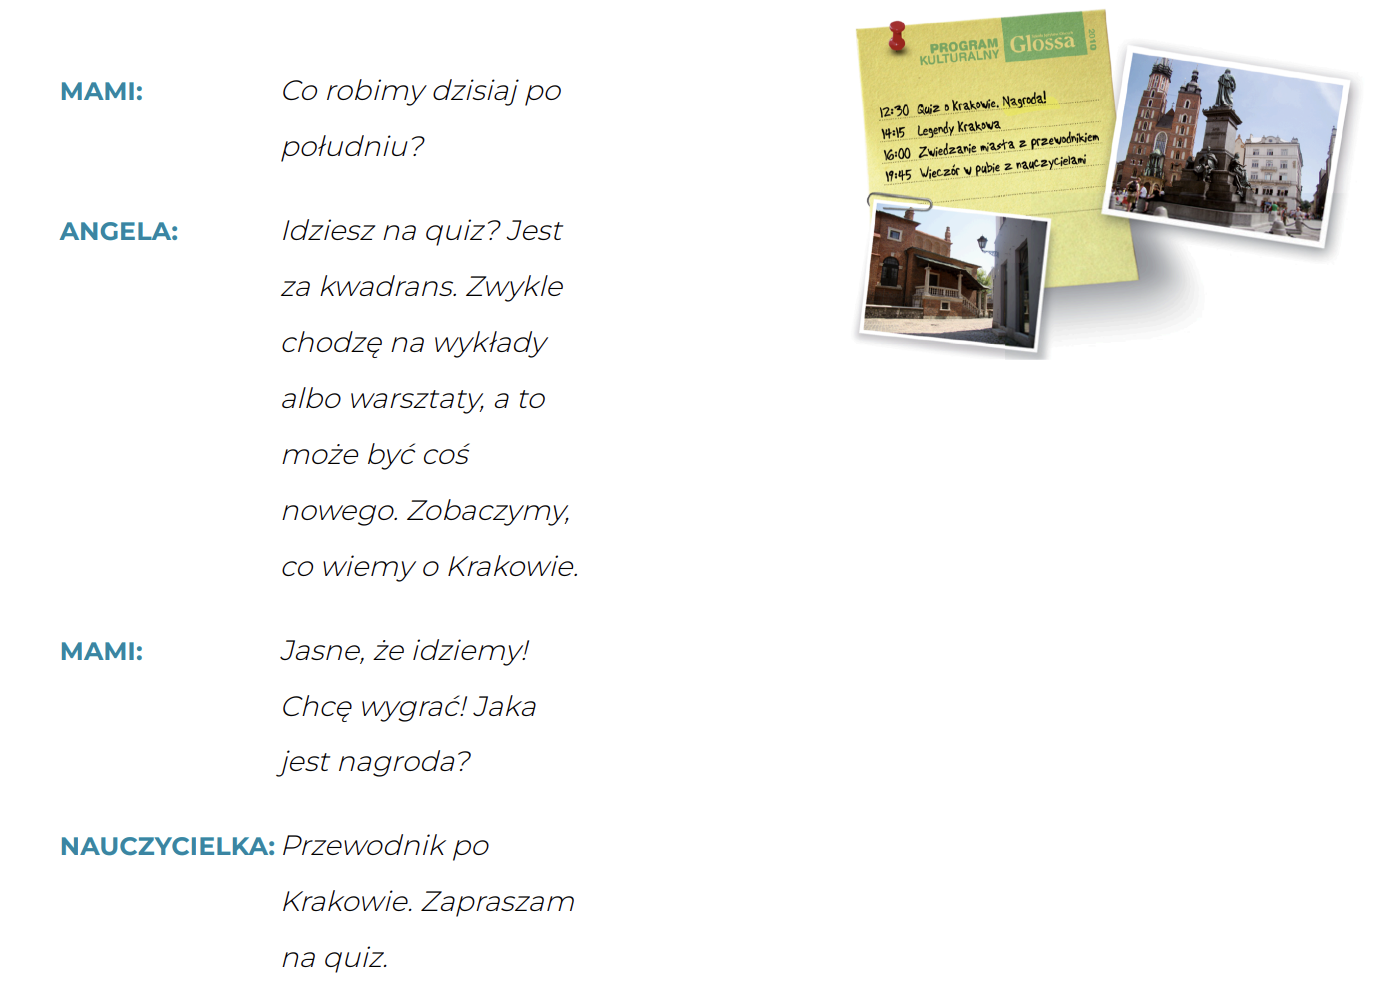 MAMI: Co robimy dzisiaj po
południu?
ANGELA: Idziesz na quiz? Jest
za kwadrans. Zwykle
chodzę na wykłady
albo warsztaty, a to
może być coś
nowego. Zobaczymy,
co wiemy o Krakowie.
MAMI: Jasne, że idziemy!
Chcę wygrać! Jaka
jest nagroda?
NAUCZYCIELKA: Przewodnik po
Krakowie. Zapraszam
na quiz.
PROGRAM
KULTURALNY
Glossa
2010
12:30 Quiz o Krakowie. Nagroda!
14:15 Legendy Krakowa
16:00 Zwiedzanie miasta z przewodnikiem
19:45 Wieczór w pubie z nauczycielami